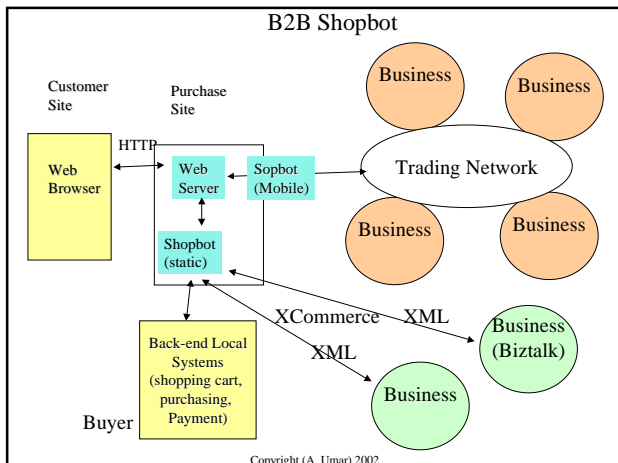 B2B Shopbot
Customer
Site
Purchase
Site
Business
Business
HTTP
Web
Browser
Web
Server
Sopbot
(Mobile)
Trading Network
Shopbot
(static)
Business
Business
XCommerce
XML
XML
Back-end Local
Systems
(shopping cart,
purchasing,
Payment)
Business
(Biztalk)
Business
Buyer
Copyright (A. Umar) 2002